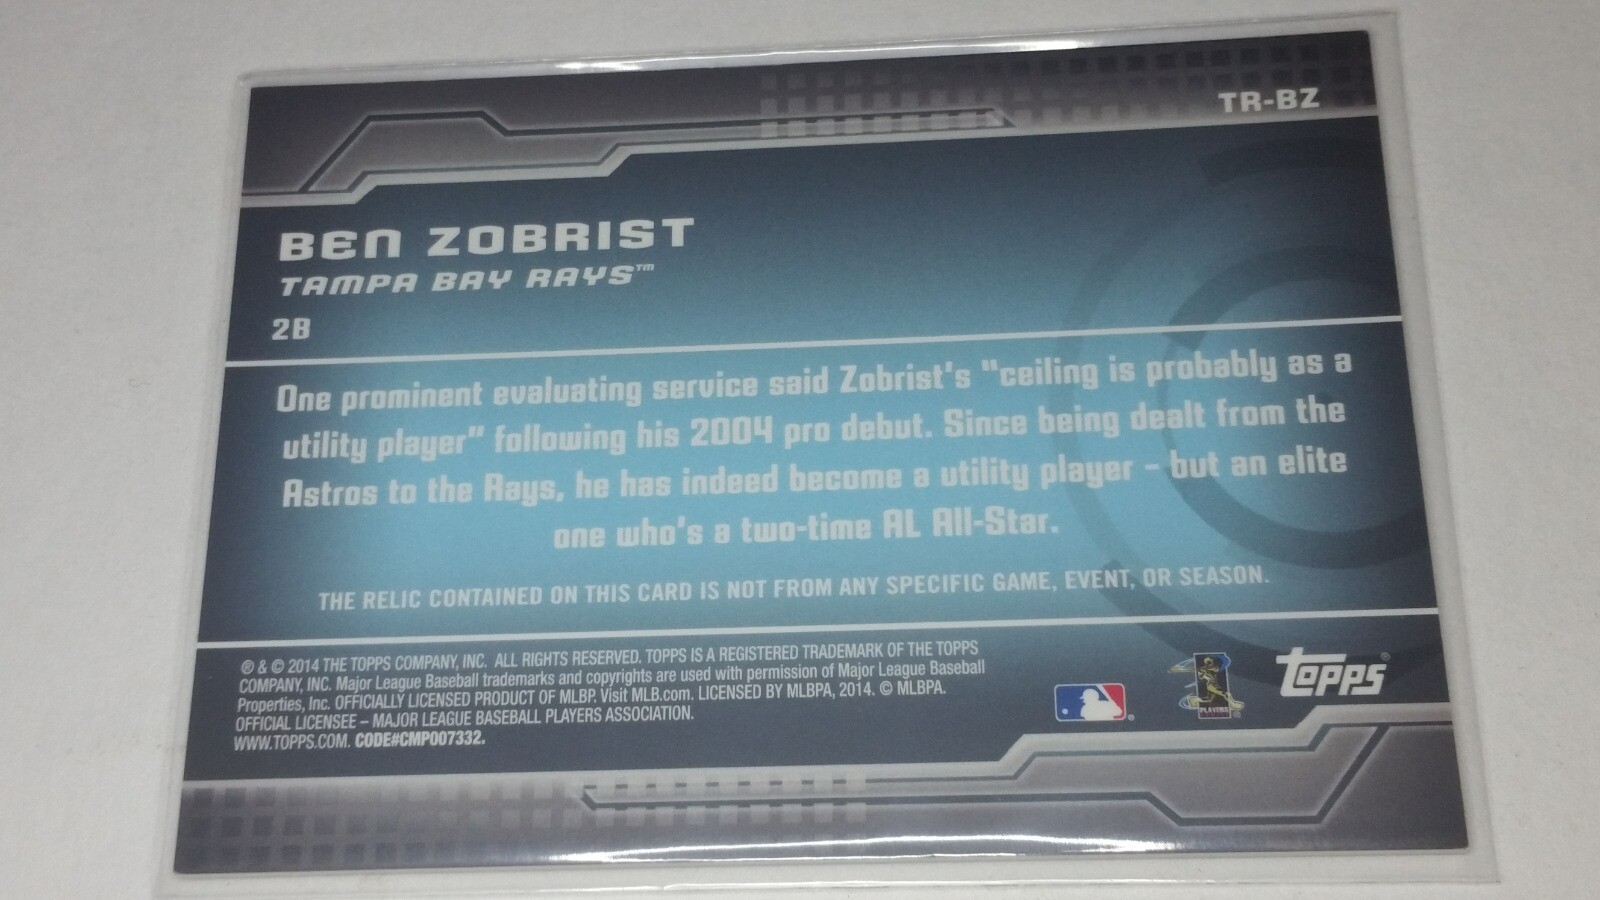 TR-BZ
BEN ZOBRIST
TAMPA BAY RAYS™
2B
One prominent evaluating service said Zobrist's "ceiling is probably as a
utility player" following his 2004 pro debut. Since being dealt from the
Astros to the Rays, he has indeed become a utility player – but an elite
one who's a two-time AL All-Star.
THE RELIC CONTAINED ON THIS CARD IS NOT FROM ANY SPECIFIC GAME, EVENT, OR SEASON.
® & © 2014 THE TOPPS COMPANY, INC. ALL RIGHTS RESERVED. TOPPS IS A REGISTERED TRADEMARK OF THE TOPPS
COMPANY, INC. Major League Baseball trademarks and copyrights are used with permission of Major League Baseball
Properties, Inc. OFFICIALLY LICENSED PRODUCT OF MLBP. Visit MLB.com. LICENSED BY MLBPA, 2014. © MLBPA.
OFFICIAL LICENSEE – MAJOR LEAGUE BASEBALL PLAYERS ASSOCIATION.
WWW.TOPPS.COM. CODE#CMP007332.
®
PLAYERS
®
topps®